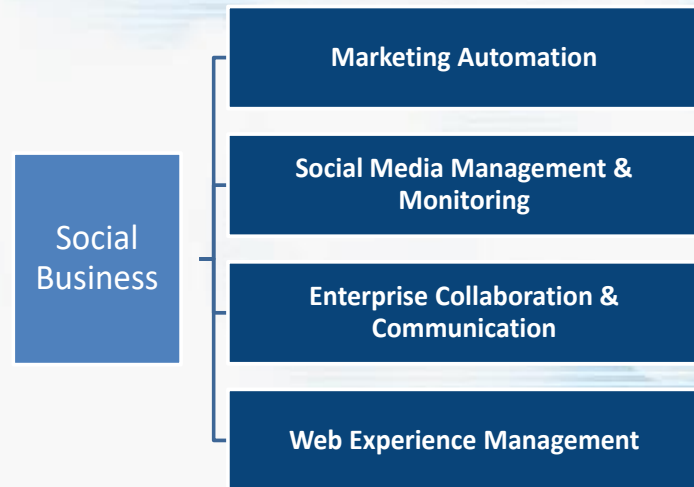 Social
Business
Marketing Automation
Social Media Management &
Monitoring
Enterprise Collaboration &
Communication
Web Experience Management